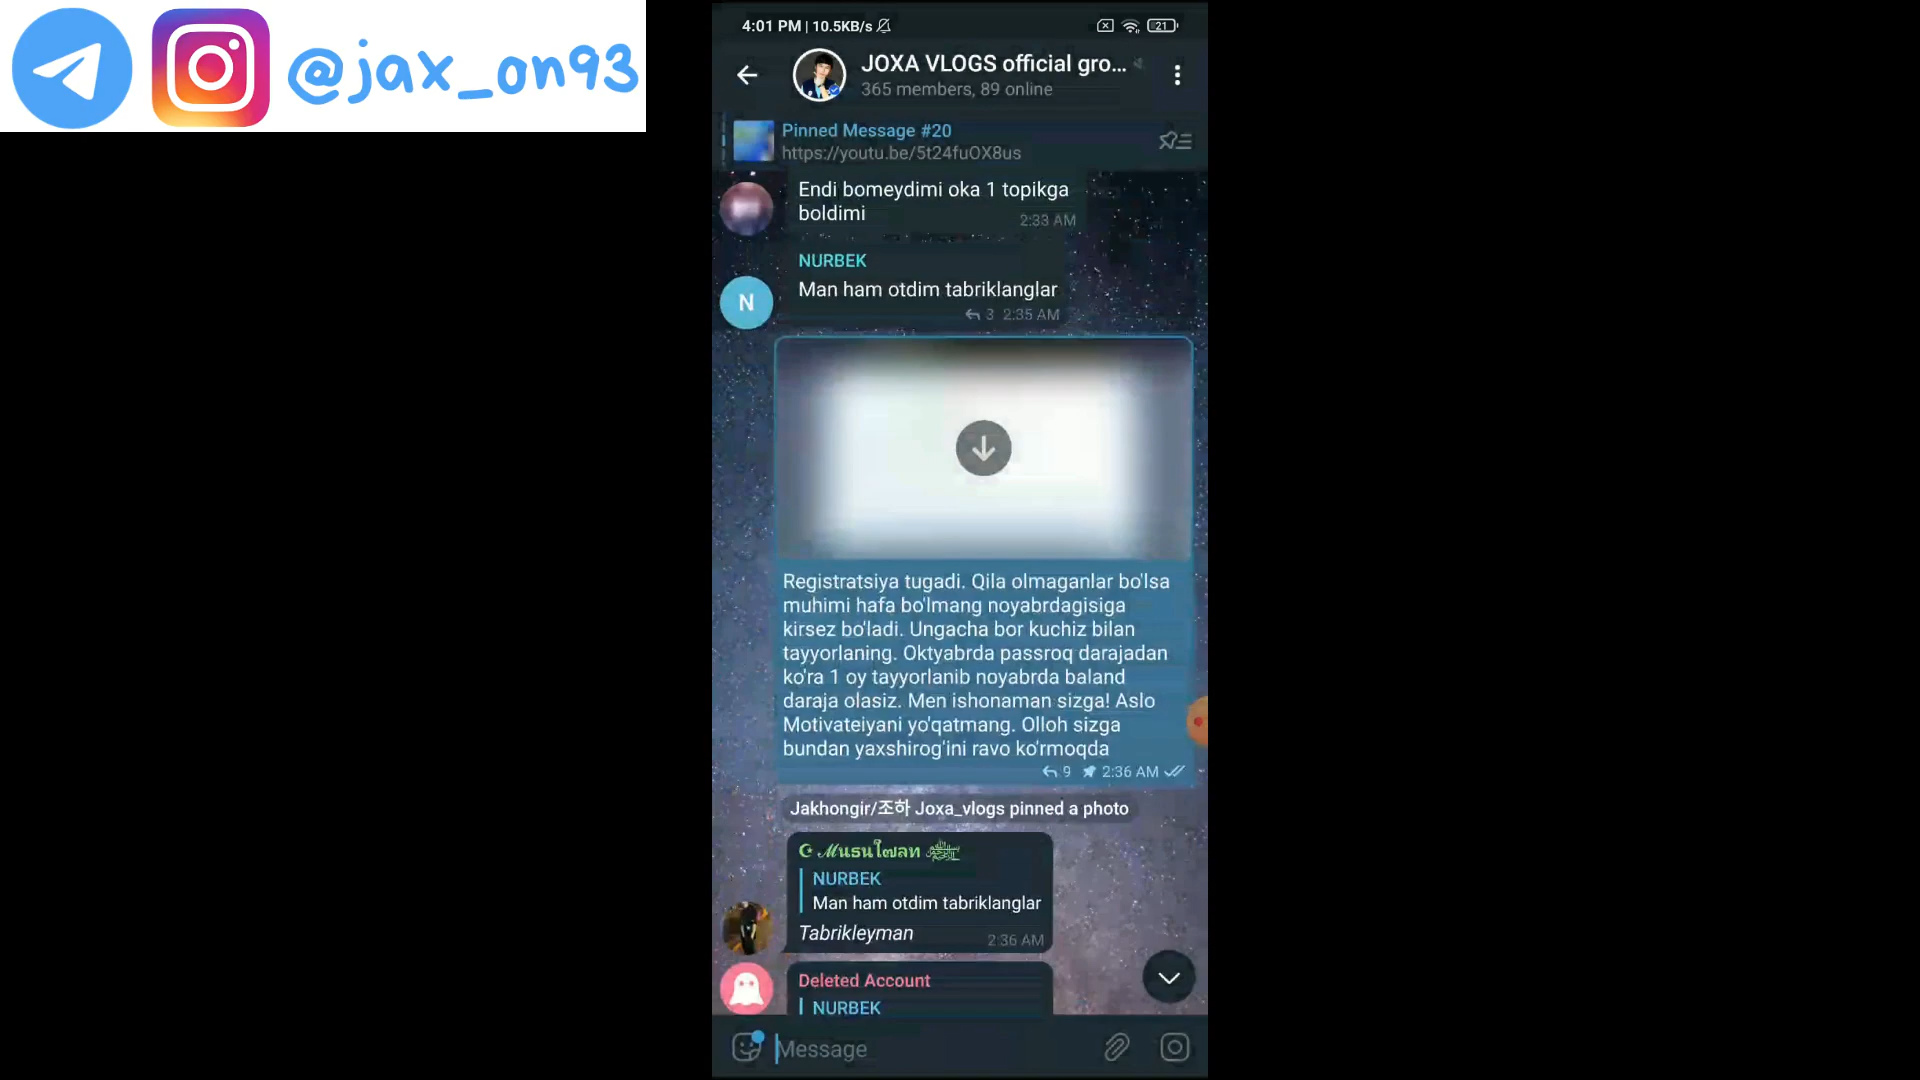 @jax_on93
4:01 PM | 10.5KB/s
21
JOXA VLOGS official gro...
365 members, 89 online
Pinned Message #20
https://youtu.be/5t24fuOX8us
Endi bomeydimi oka 1 topikga
boldimi
2:33 AM
NURBEK
N
Man ham otdim tabriklanglar
3 2:35 AM
Registratsiya tugadi. Qila olmaganlar bo'lsa
muhimi hafa bo'lmang noyabrdagisiga
kirsez bo'ladi. Ungacha bor kuchiz bilan
tayyorlaning. Oktyabrda passroq darajadan
ko'ra 1 oy tayyorlanib noyabrda baland
daraja olasiz. Men ishonaman sizga! Aslo
Motivateiyani yo'qatmang. Olloh sizga
bundan yaxshirog'ini ravo ko'rmoqda
9 2:36 AM
Jakhongir/조하 Joxa_vlogs pinned a photo
NURBEK
Man ham otdim tabriklanglar
Tabrikleyman
2:36 AM
Deleted Account
NURBEK
Message